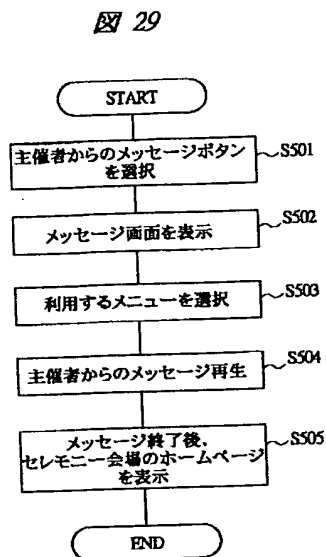 図 29
START
主催者からのメッセージボタン
を選択
S501
メッセージ画面を表示
S502
利用するメニューを選択
S503
主催者からのメッセージ再生
S504
メッセージ終了後、
セレモニー会場のホームページ
を表示
S505
END